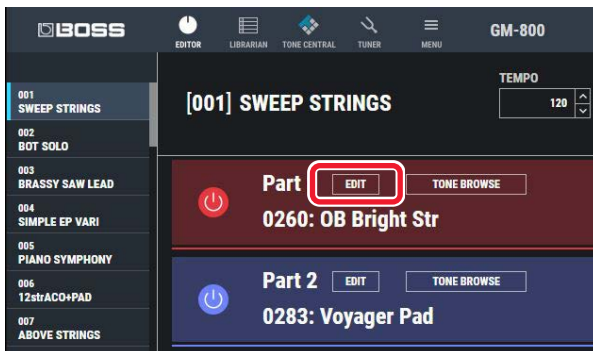 BOSS
EDITOR LIBRARIAN TONE CENTRAL TUNER MENU GM-800
001
SWEEP STRINGS
002
BOT SOLO
003
BRASSY SAW LEAD
004
SIMPLE EP VARI
005
PIANO SYMPHONY
006
12strACO+PAD
007
ABOVE STRINGS
[001] SWEEP STRINGS
TEMPO
120
Part EDIT TONE BROWSE
0260: OB Bright Str
Part 2 EDIT TONE BROWSE
0283: Voyager Pad